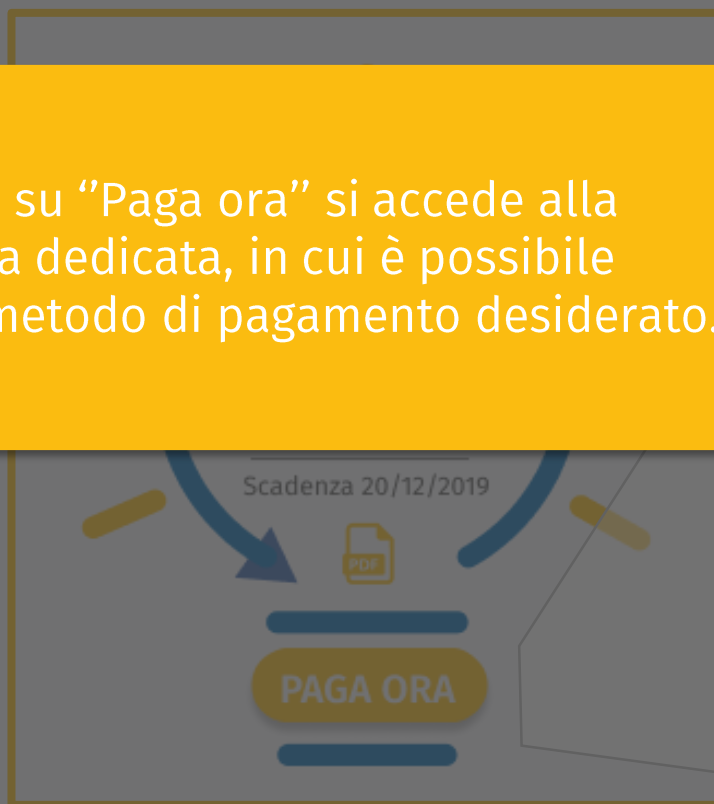 su “Paga ora” si accede alla
a dedicata, in cui è possibile
metodo di pagamento desiderato.
Scadenza 20/12/2019
PDF
PAGA ORA